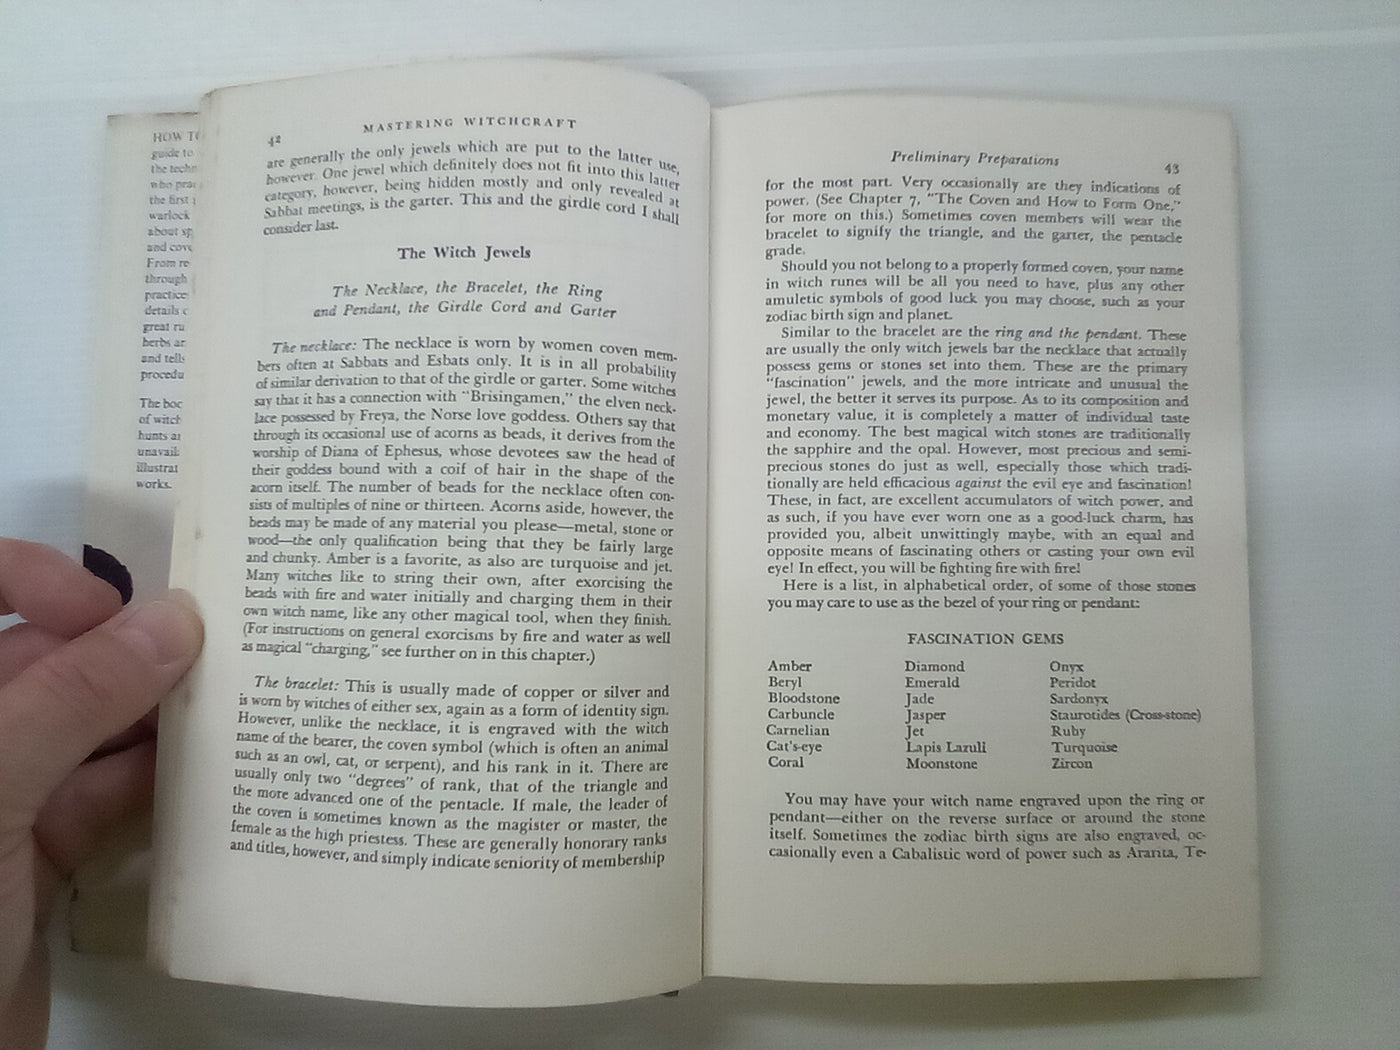 HOW TO
guide to
the techn
who prac
the first
warlock
about sp
and cove
From re
through
practice
details c
great ru
herbs ar
and tells
procedu
The boo
of witch
hunts an
unavail
illustrat
works.
42
MASTERING WITCHCRAFT
are generally the only jewels which are put to the latter use,
however. One jewel which definitely does not fit into this latter
category, however, being hidden mostly and only revealed at
Sabbat meetings, is the garter. This and the girdle cord I shall
consider last.
The Witch Jewels
The Necklace, the Bracelet, the Ring
and Pendant, the Girdle Cord and Garter
The necklace: The necklace is worn by women coven mem-
bers often at Sabbats and Esbats only. It is in all probability
of similar derivation to that of the girdle or garter. Some witches
say that it has a connection with "Brisingamen," the elven neck-
lace possessed by Freya, the Norse love goddess. Others say that
through its occasional use of acorns as beads, it derives from the
worship of Diana of Ephesus, whose devotees saw the head of
their goddess bound with a coif of hair in the shape of the
acorn itself. The number of beads for the necklace often con-
sists of multiples of nine or thirteen. Acorns aside, however, the
beads may be made of any material you please—metal, stone or
wood—the only qualification being that they be fairly large
and chunky. Amber is a favorite, as also are turquoise and jet.
Many witches like to string their own, after exorcising the
beads with fire and water initially and charging them in their
own witch name, like any other magical tool, when they finish.
(For instructions on general exorcisms by fire and water as well
as magical "charging," see further on in this chapter.)
The bracelet: This is usually made of copper or silver and
is worn by witches of either sex, again as a form of identity sign.
However, unlike the necklace, it is engraved with the witch
name of the bearer, the coven symbol (which is often an animal
such as an owl, cat, or serpent), and his rank in it. There are
usually only two "degrees" of rank, that of the triangle and
the more advanced one of the pentacle. If male, the leader of
the coven is sometimes known as the magister or master, the
female as the high priestess. These are generally honorary ranks
and titles, however, and simply indicate seniority of membership
Preliminary Preparations
43
for the most part. Very occasionally are they indications of
power. (See Chapter 7, "The Coven and How to Form One,"
for more on this.) Sometimes coven members will wear the
bracelet to signify the triangle, and the garter, the pentacle
grade.
Should you not belong to a properly formed coven, your name
in witch runes will be all you need to have, plus any other
amuletic symbols of good luck you may choose, such as your
zodiac birth sign and planet.
Similar to the bracelet are the ring and the pendant. These
are usually the only witch jewels bar the necklace that actually
possess gems or stones set into them. These are the primary
"fascination" jewels, and the more intricate and unusual the
jewel, the better it serves its purpose. As to its composition and
monetary value, it is completely a matter of individual taste
and economy. The best magical witch stones are traditionally
the sapphire and the opal. However, most precious and semi-
precious stones do just as well, especially those which tradi-
tionally are held efficacious against the evil eye and fascination!
These, in fact, are excellent accumulators of witch power, and
as such, if you have ever worn one as a good-luck charm, has
provided you, albeit unwittingly maybe, with an equal and
opposite means of fascinating others or casting your own evil
eye! In effect, you will be fighting fire with fire!
Here is a list, in alphabetical order, of some of those stones
you may care to use as the bezel of your ring or pendant:
FASCINATION GEMS
Amber Diamond Onyx
Beryl Emerald Peridot
Bloodstone Jade Sardonyx
Carbuncle Jasper Staurotides (Cross-stone)
Carnelian Jet Ruby
Cat's-eye Lapis Lazuli Turquoise
Coral Moonstone Zircon
You may have your witch name engraved upon the ring or
pendant—either on the reverse surface or around the stone
itself. Sometimes the zodiac birth signs are also engraved, oc-
casionally even a Cabalistic word of power such as Ararita, Te-